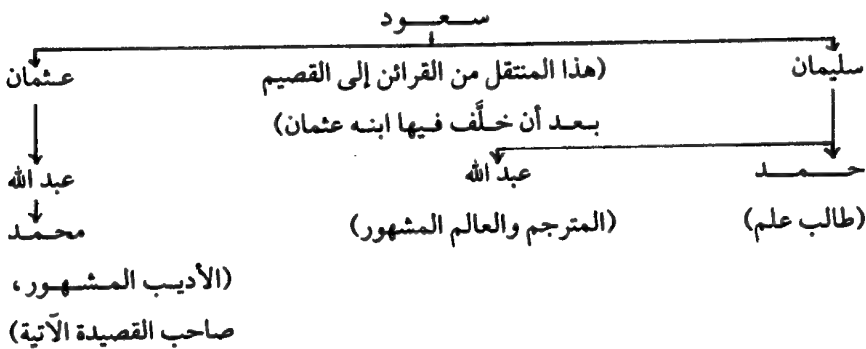 سعود
سليمان (هذا المنتقل من القرائن إلى القصيم عثمان
بعد أن خلَّف فيها ابنه عثمان)
حمد عبد الله عبد الله
(طالب علم) (المترجم والعالم المشهور) محمد
(الأديب المشهور،
صاحب القصيدة الآتية)